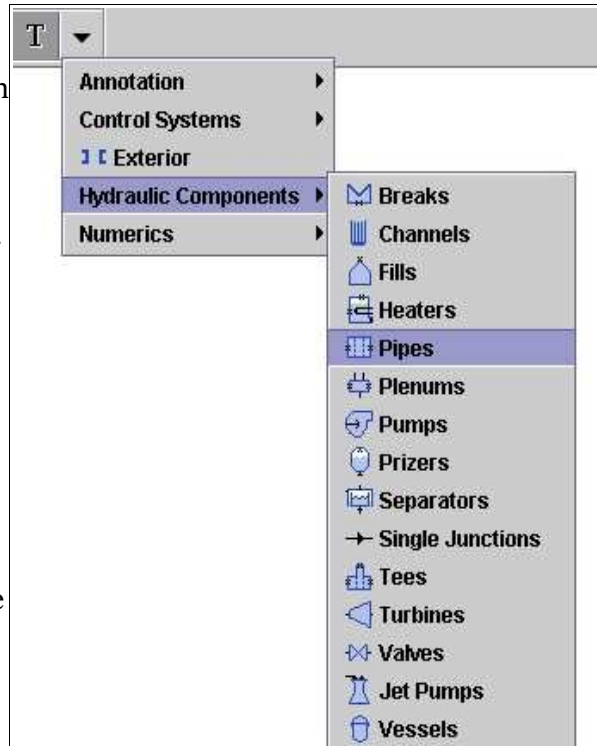 T
Annotation
Control Systems
Exterior
Hydraulic Components
Numerics
Breaks
Channels
Fills
Heaters
Pipes
Plenums
Pumps
Prizers
Separators
Single Junctions
Tees
Turbines
Valves
Jet Pumps
Vessels